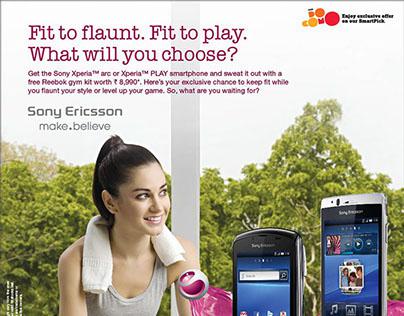 Enjoy exclusive offer
on our SmartPick.
Fit to flaunt. Fit to play.
What will you choose?
Get the Sony Xperia™ arc or Xperia™ PLAY smartphone and sweat it out with a
free Reebok gym kit worth ₹ 8,990*. Here's your exclusive chance to keep fit while
you flaunt your style or level up your game. So, what are you waiting for?
Sony Ericsson
make.believe
Sony Ericsson
Sony Ericsson